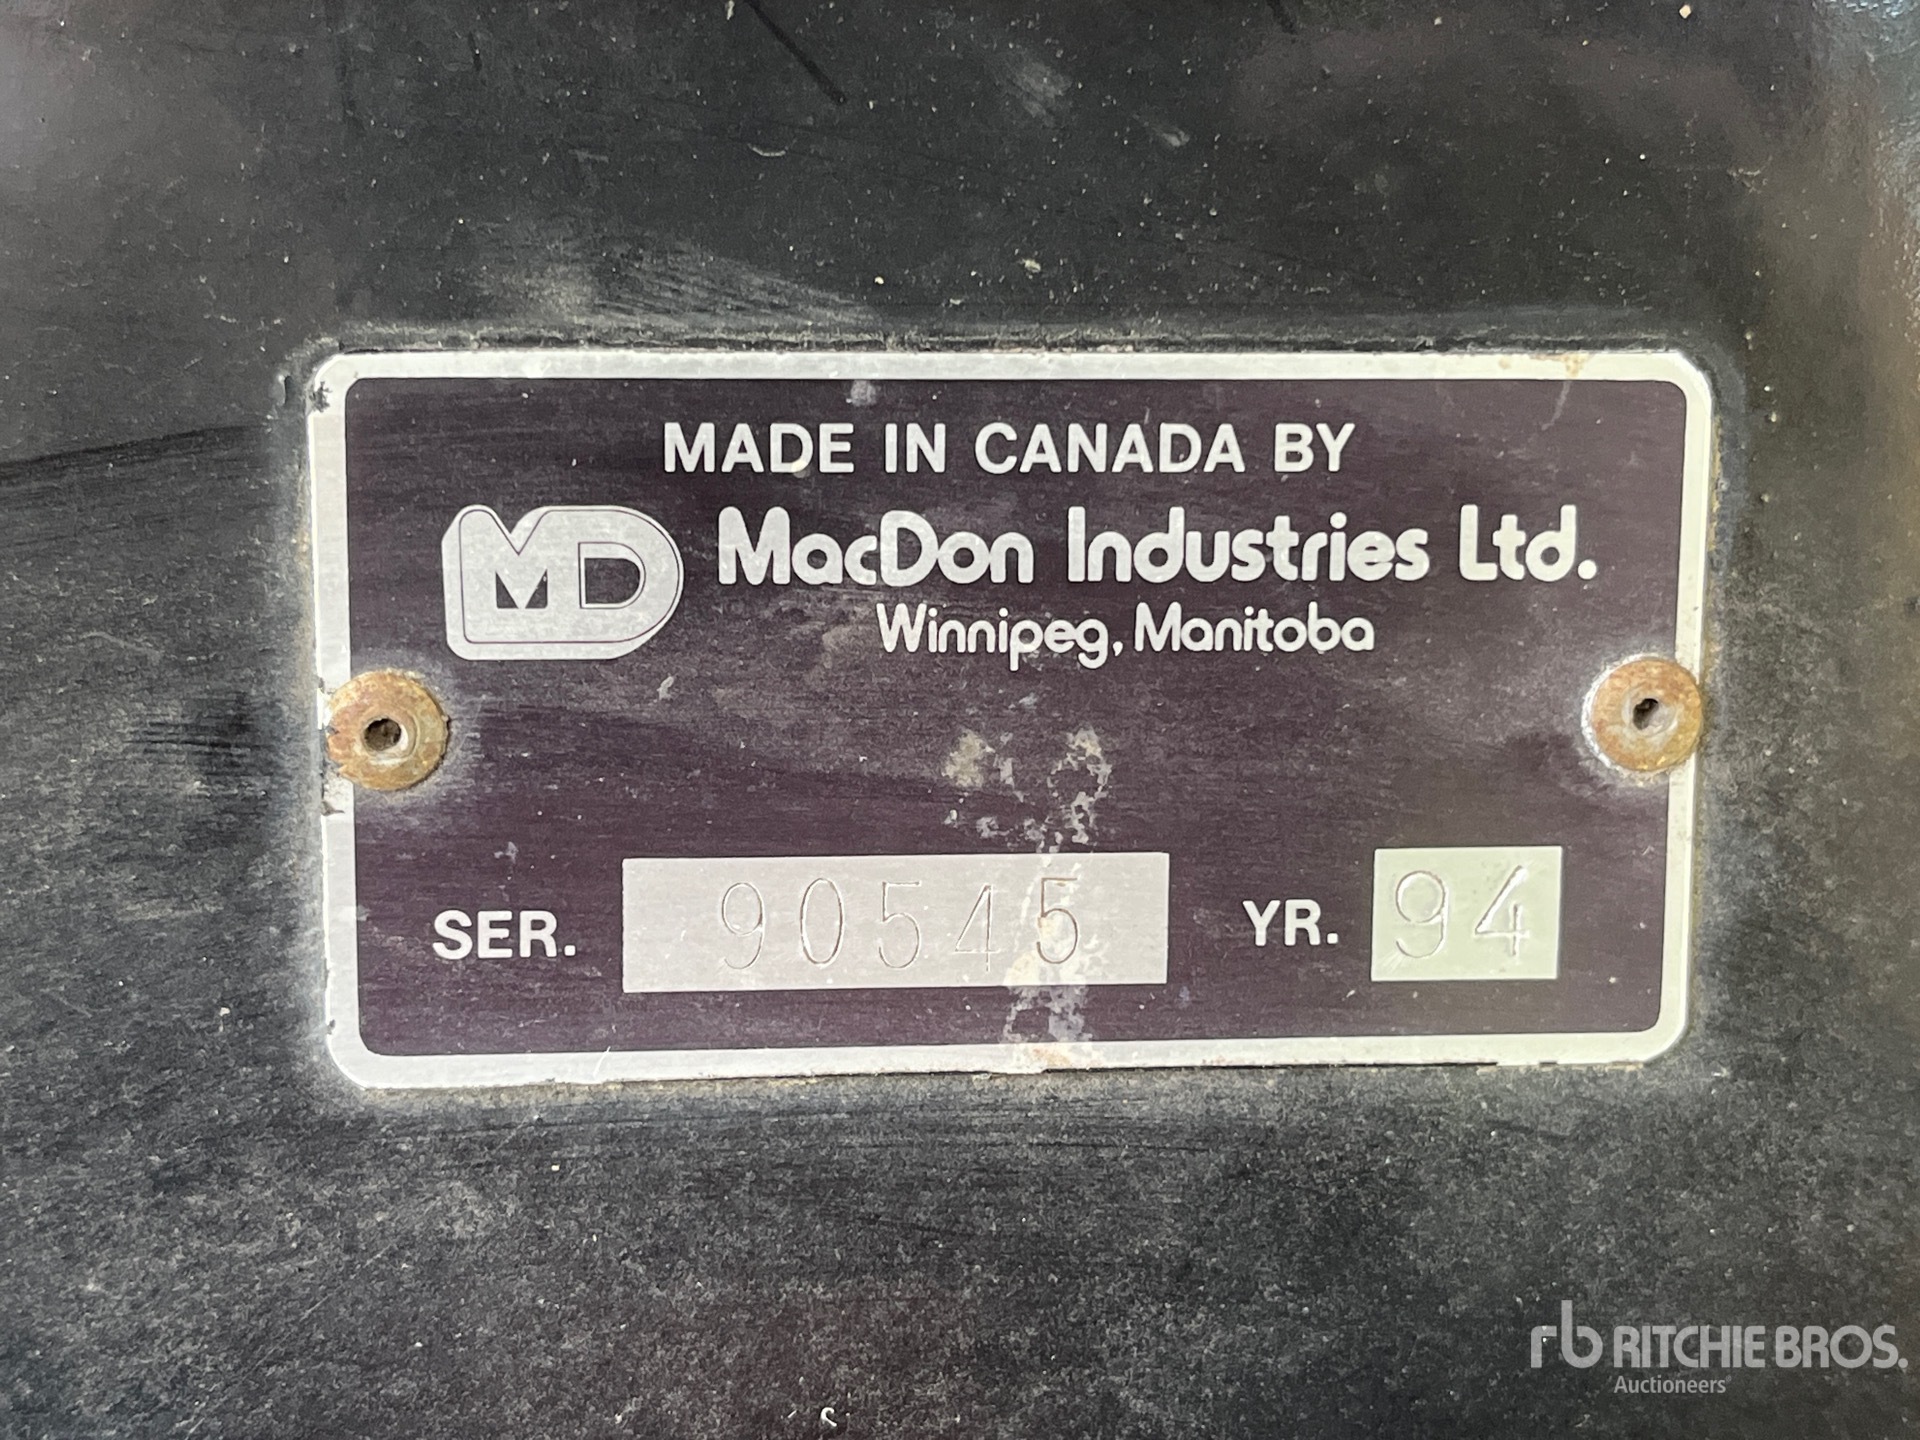 MADE IN CANADA BY
MD MacDon Industries Ltd.
Winnipeg, Manitoba
SER. 90545 YR. 94
rb RITCHIE BROS.
Auctioneers